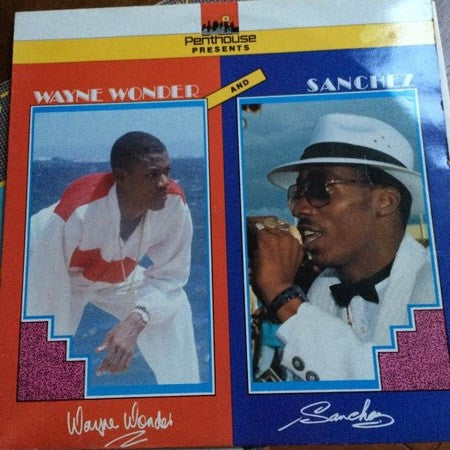 Penthouse
PRESENTS
WAYNE WONDER
AND
SANCHEZ
Wayne Wonder
Sanchez